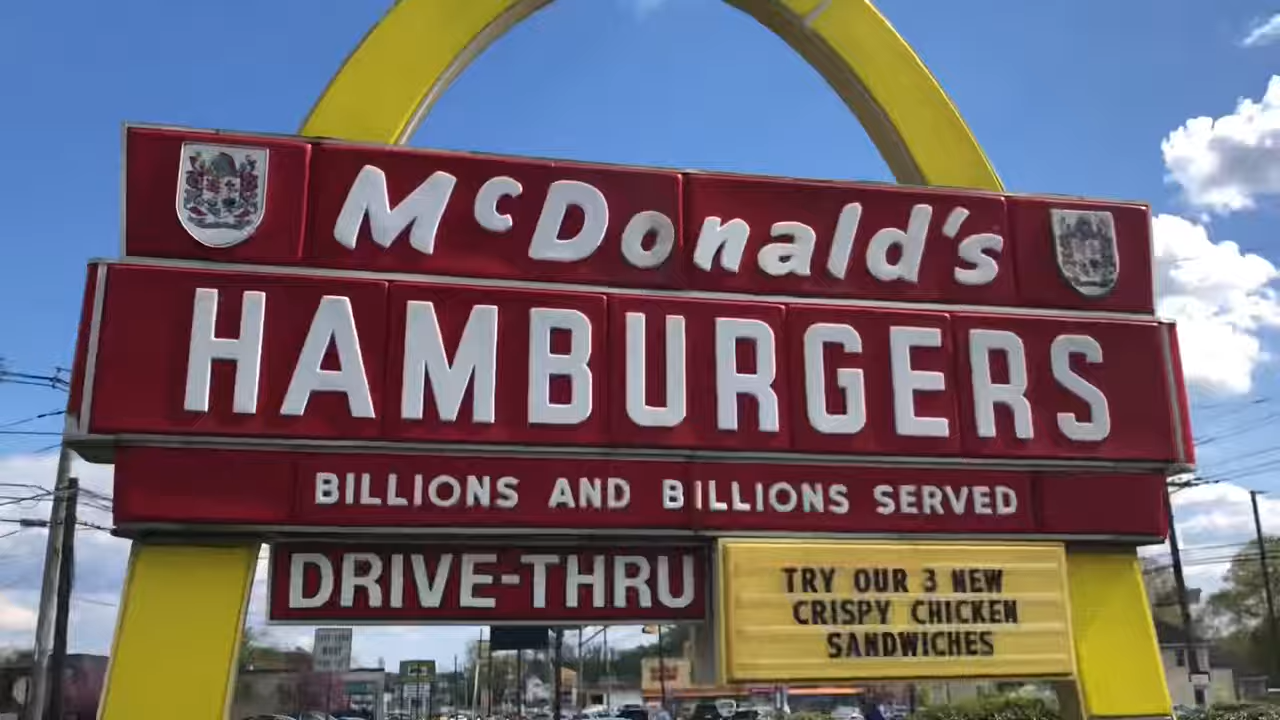 McDonald's
HAMBURGERS
BILLIONS AND BILLIONS SERVED
DRIVE-THRU
TRY OUR 3 NEW
CRISPY CHICKEN
SANDWICHES